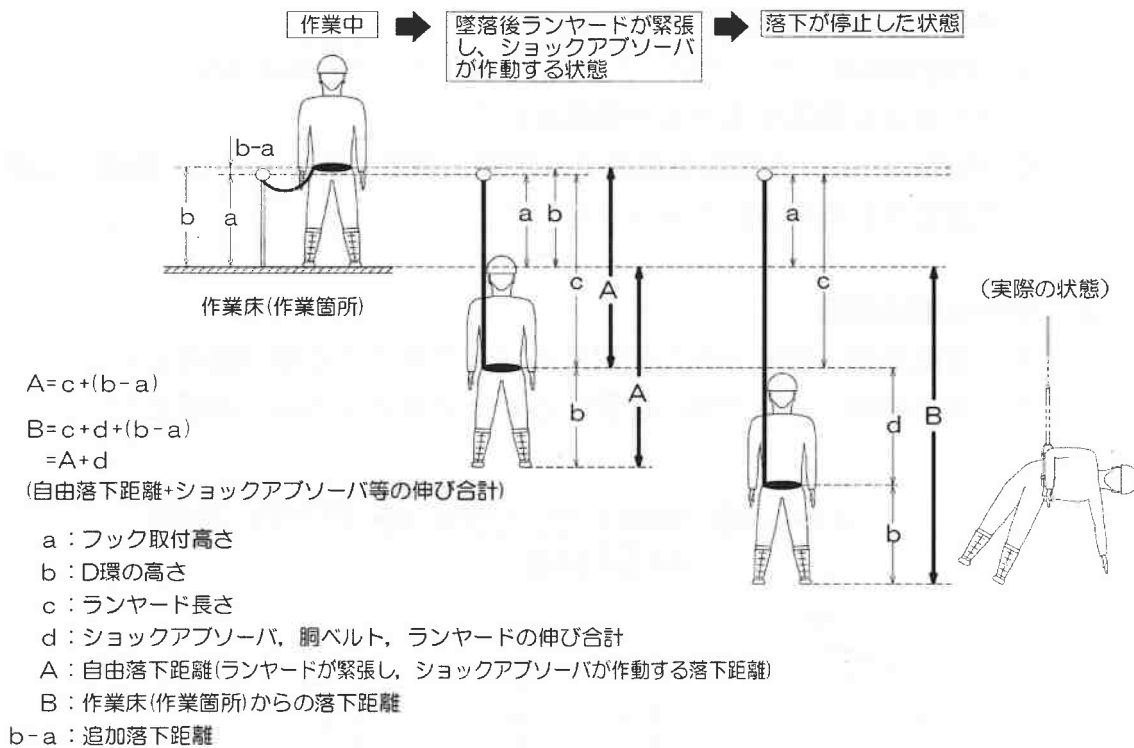 作業中
墜落後ランヤードが緊張
し、ショックアブソーバ
が作動する状態
落下が停止した状態
b-a
b
a
a
b
c
A
a
c
作業床(作業箇所)
A
b
d
B
b
(実際の状態)
A=c+(b-a)
B=c+d+(b-a)
=A+d
(自由落下距離+ショックアブソーバ等の伸び合計)
a:フック取付高さ
b:D環の高さ
c:ランヤード長さ
d:ショックアブソーバ，胴ベルト，ランヤードの伸び合計
A:自由落下距離(ランヤードが緊張し，ショックアブソーバが作動する落下距離)
B:作業床(作業箇所)からの落下距離
b-a:追加落下距離